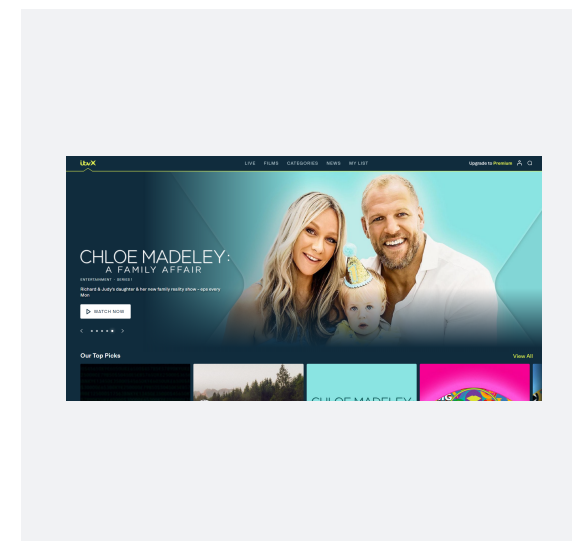 itvX
LIVE FILMS CATEGORIES NEWS MY LIST
Upgrade to Premium
CHLOE MADELEY:
A FAMILY AFFAIR
ENTERTAINMENT · SERIES 1
Richard & Judy's daughter & her new family reality show - eps every
Mon
WATCH NOW
Our Top Picks
View All
CHLOE MADELEY
BIG